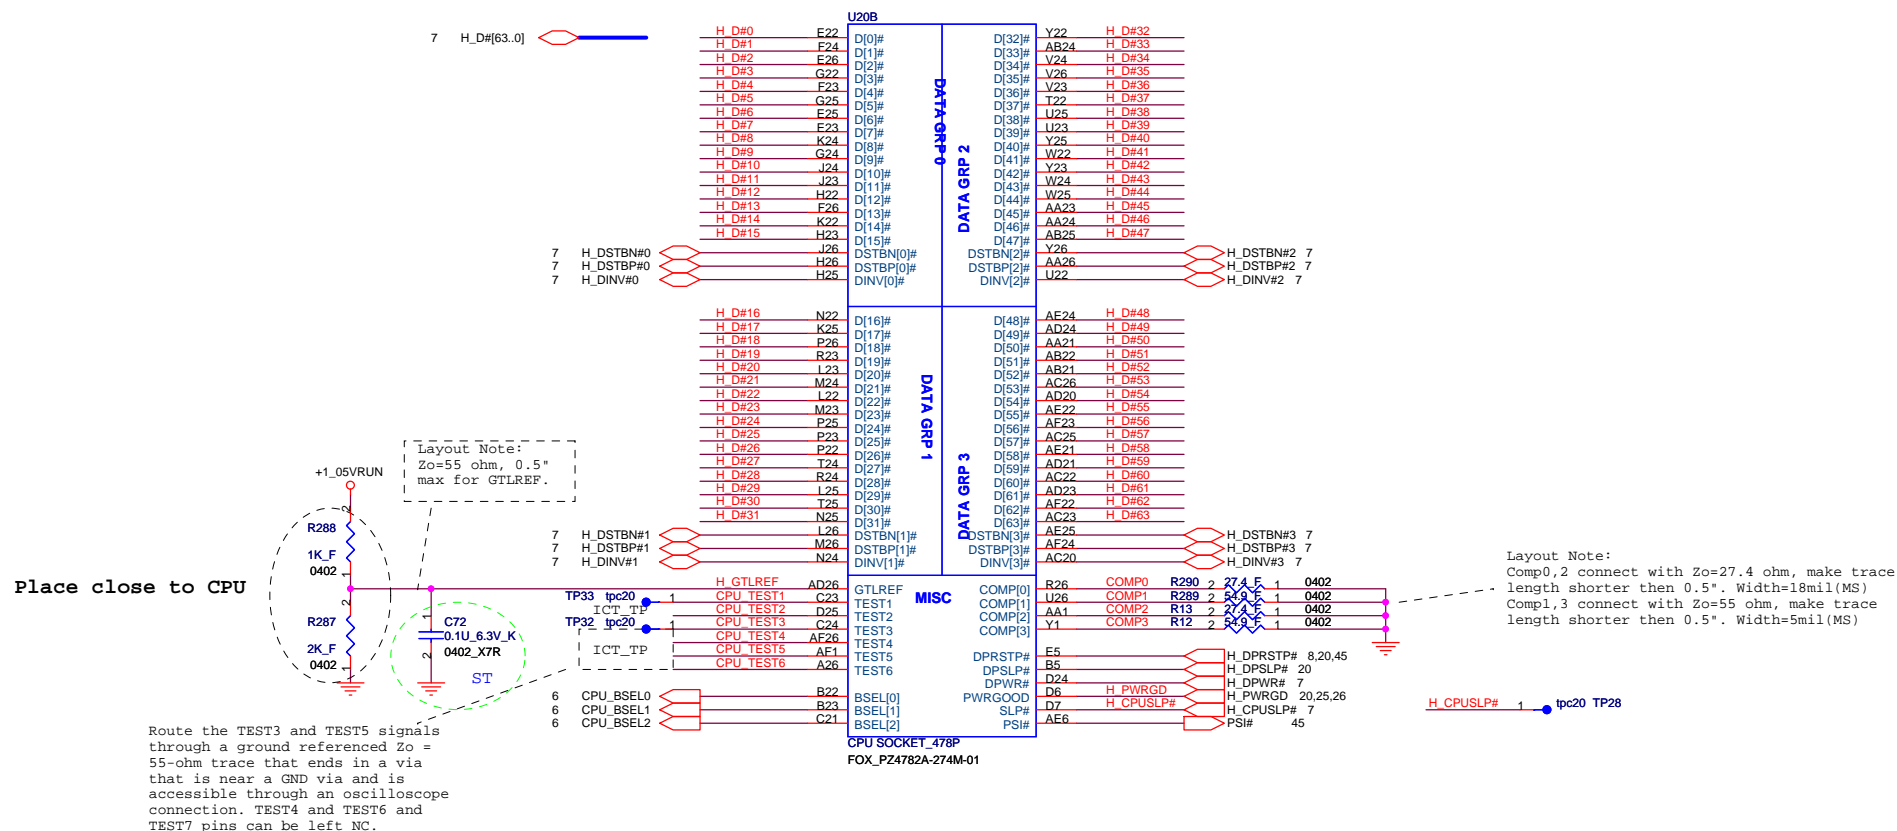 U20B
7 H_D#[63..0]
H_D#0 E22 D[0]# D[32]# Y22 H_D#32
H_D#1 F24 D[1]# D[33]# AB24 H_D#33
H_D#2 E26 D[2]# D[34]# V24 H_D#34
H_D#3 G22 D[3]# D[35]# V26 H_D#35
H_D#4 F23 D[4]# D[36]# V23 H_D#36
H_D#5 G25 D[5]# D[37]# T22 H_D#37
H_D#6 E25 D[6]# D[38]# U25 H_D#38
H_D#7 E23 D[7]# D[39]# U23 H_D#39
H_D#8 K24 D[8]# D[40]# Y25 H_D#40
H_D#9 G24 D[9]# D[41]# W22 H_D#41
H_D#10 J24 D[10]# D[42]# Y23 H_D#42
H_D#11 J23 D[11]# D[43]# W24 H_D#43
H_D#12 H22 D[12]# D[44]# W25 H_D#44
H_D#13 F26 D[13]# D[45]# AA23 H_D#45
H_D#14 K22 D[14]# D[46]# AA24 H_D#46
H_D#15 H23 D[15]# D[47]# AB25 H_D#47
7 H_DSTBN#0 J26 DSTBN[0]# DSTBN[2]# Y26 H_DSTBN#2 7
7 H_DSTBP#0 H26 DSTBP[0]# DSTBP[2]# AA26 H_DSTBP#2 7
7 H_DINV#0 H25 DINV[0]# DINV[2]# U22 H_DINV#2 7
DATA GRP 0
DATA GRP 2
H_D#16 N22 D[16]# D[48]# AE24 H_D#48
H_D#17 K25 D[17]# D[49]# AD24 H_D#49
H_D#18 P26 D[18]# D[50]# AA21 H_D#50
H_D#19 R23 D[19]# D[51]# AB22 H_D#51
H_D#20 L23 D[20]# D[52]# AB21 H_D#52
H_D#21 M24 D[21]# D[53]# AC26 H_D#53
H_D#22 L22 D[22]# D[54]# AD20 H_D#54
H_D#23 M23 D[23]# D[55]# AE22 H_D#55
H_D#24 P25 D[24]# D[56]# AF23 H_D#56
H_D#25 P23 D[25]# D[57]# AC25 H_D#57
H_D#26 P22 D[26]# D[58]# AE21 H_D#58
H_D#27 T24 D[27]# D[59]# AD21 H_D#59
H_D#28 R24 D[28]# D[60]# AC22 H_D#60
H_D#29 L25 D[29]# D[61]# AD23 H_D#61
H_D#30 T25 D[30]# D[62]# AF22 H_D#62
H_D#31 N25 D[31]# D[63]# AC23 H_D#63
7 H_DSTBN#1 L26 DSTBN[1]# DSTBN[3]# AE25 H_DSTBN#3 7
7 H_DSTBP#1 M26 DSTBP[1]# DSTBP[3]# AF24 H_DSTBP#3 7
7 H_DINV#1 N24 DINV[1]# DINV[3]# AC20 H_DINV#3 7
DATA GRP 1
DATA GRP 3
Layout Note:
Zo=55 ohm, 0.5"
max for GTLREF.
+1_05VRUN
2
R288
1K_F
0402
1
Place close to CPU
2
R287
2K_F
0402
1
1
C72
0.1U_6.3V_K
0402_X7R
2
ST
H_GTLREF AD26 GTLREF MISC COMP[0] R26 COMP0 R290 2 27.4_F 1 0402
TP33 tpc20 1 CPU_TEST1 C23 TEST1 COMP[1] U26 COMP1 R289 2 54.9_F 1 0402
ICT_TP CPU_TEST2 D25 TEST2 COMP[2] AA1 COMP2 R13 2 27.4_F 1 0402
TP32 tpc20 1 CPU_TEST3 C24 TEST3 COMP[3] Y1 COMP3 R12 2 54.9_F 1 0402
CPU_TEST4 AF26 TEST4
ICT_TP CPU_TEST5 AF1 TEST5 DPRSTP# E5 H_DPRSTP# 8,20,45
CPU_TEST6 A26 TEST6 DPSLP# B5 H_DPSLP# 20
DPWR# D24 H_DPWR# 7
6 CPU_BSEL0 B22 BSEL[0] PWRGOOD D6 H_PWRGD H_PWRGD 20,25,26
6 CPU_BSEL1 B23 BSEL[1] SLP# D7 H_CPUSLP# H_CPUSLP# 7
6 CPU_BSEL2 C21 BSEL[2] PSI# AE6 PSI# 45
CPU SOCKET_478P
FOX_PZ4782A-274M-01
Layout Note:
Comp0,2 connect with Zo=27.4 ohm, make trace
length shorter then 0.5". Width=18mil(MS)
Comp1,3 connect with Zo=55 ohm, make trace
length shorter then 0.5". Width=5mil(MS)
H_CPUSLP# 1 tpc20 TP28
Route the TEST3 and TEST5 signals
through a ground referenced Zo =
55-ohm trace that ends in a via
that is near a GND via and is
accessible through an oscilloscope
connection. TEST4 and TEST6 and
TEST7 pins can be left NC.